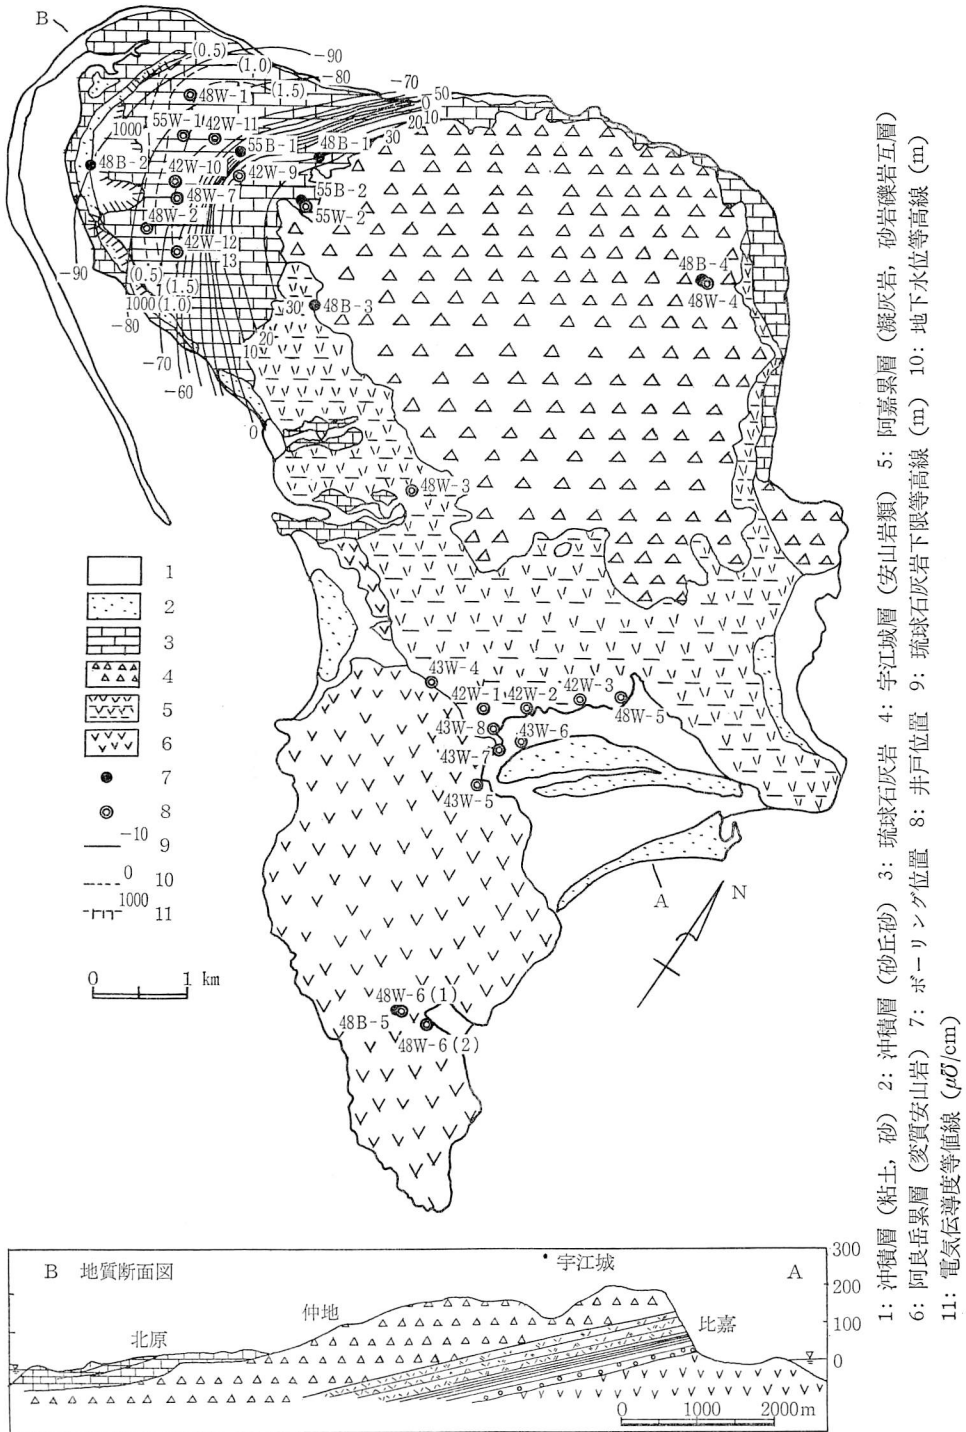 B
-90
(0.5)
(1.0)
-80
(1.5)
-70
-50
0
10
20
30
48W-1
1000
55W-1
42W-11
55B-1
48B-1
48B-2
42W-10
42W-9
48W-7
55B-2
55W-2
48W-2
42W-12
13
-90
(0.5)
(1.5)
1000
(1.0)
-80
-70
-60
30
20
10
0
48B-3
48B-4
48W-4
48W-3
43W-4
42W-1
42W-2
42W-3
48W-5
43W-8
43W-6
43W-7
43W-5
A
N
48W-6(1)
48B-5
48W-6(2)
1
2
3
4
5
6
7
8
-10
9
0
10
1000
11
0 1 km
B 地質断面図
宇江城
A
仲地
北原
比嘉
300
200
100
0
0 1000 2000m
1: 沖積層 (粘土, 砂) 2: 沖積層 (砂丘砂) 3: 琉球石灰岩 4: 宇江城層 (安山岩類) 5: 阿嘉累層 (凝灰岩, 砂岩礫岩互層)
6: 阿良岳累層 (変質安山岩) 7: ボーリング位置 8: 井戸位置 9: 琉球石灰岩下限等高線 (m) 10: 地下水位等高線 (m)
11: 電気伝導度等値線 (μ℧/cm)